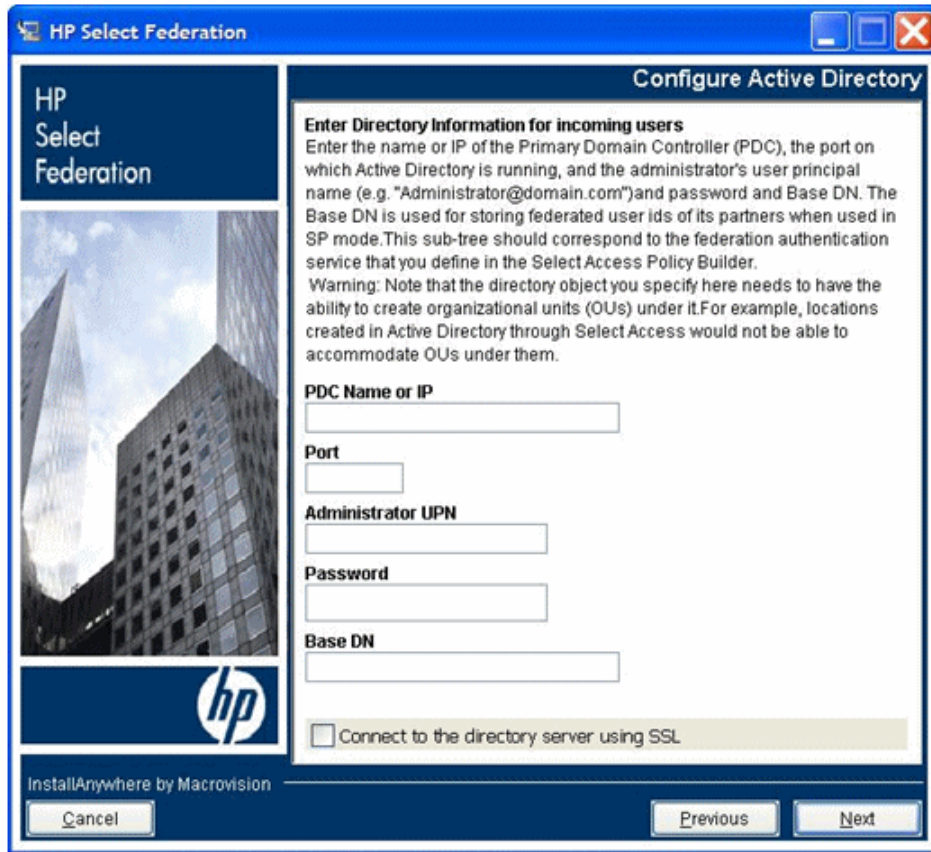 HP Select Federation
HP
Select
Federation
Configure Active Directory
Enter Directory Information for incoming users
Enter the name or IP of the Primary Domain Controller (PDC), the port on
which Active Directory is running, and the administrator's user principal
name (e.g. "Administrator@domain.com")and password and Base DN. The
Base DN is used for storing federated user ids of its partners when used in
SP mode.This sub-tree should correspond to the federation authentication
service that you define in the Select Access Policy Builder.
Warning: Note that the directory object you specify here needs to have the
ability to create organizational units (OUs) under it.For example, locations
created in Active Directory through Select Access would not be able to
accommodate OUs under them.
PDC Name or IP
Port
Administrator UPN
Password
Base DN
hp
Connect to the directory server using SSL
InstallAnywhere by Macrovision
Cancel
Previous
Next